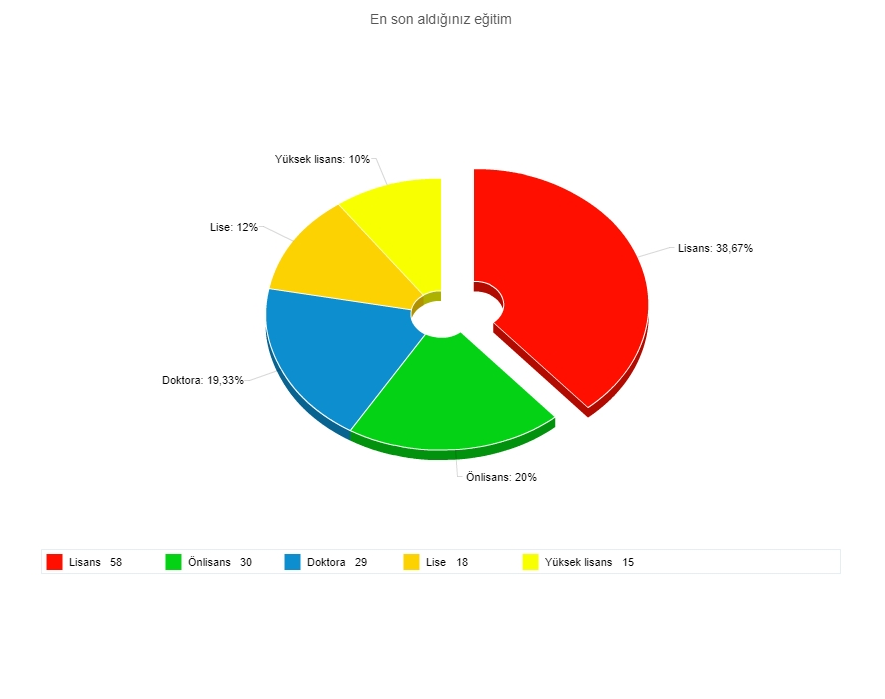 En son aldığınız eğitim
Yüksek lisans: 10%
Lise: 12%
Lisans: 38,67%
Doktora: 19,33%
Önlisans: 20%
Lisans 58 Önlisans 30 Doktora 29 Lise 18 Yüksek lisans 15